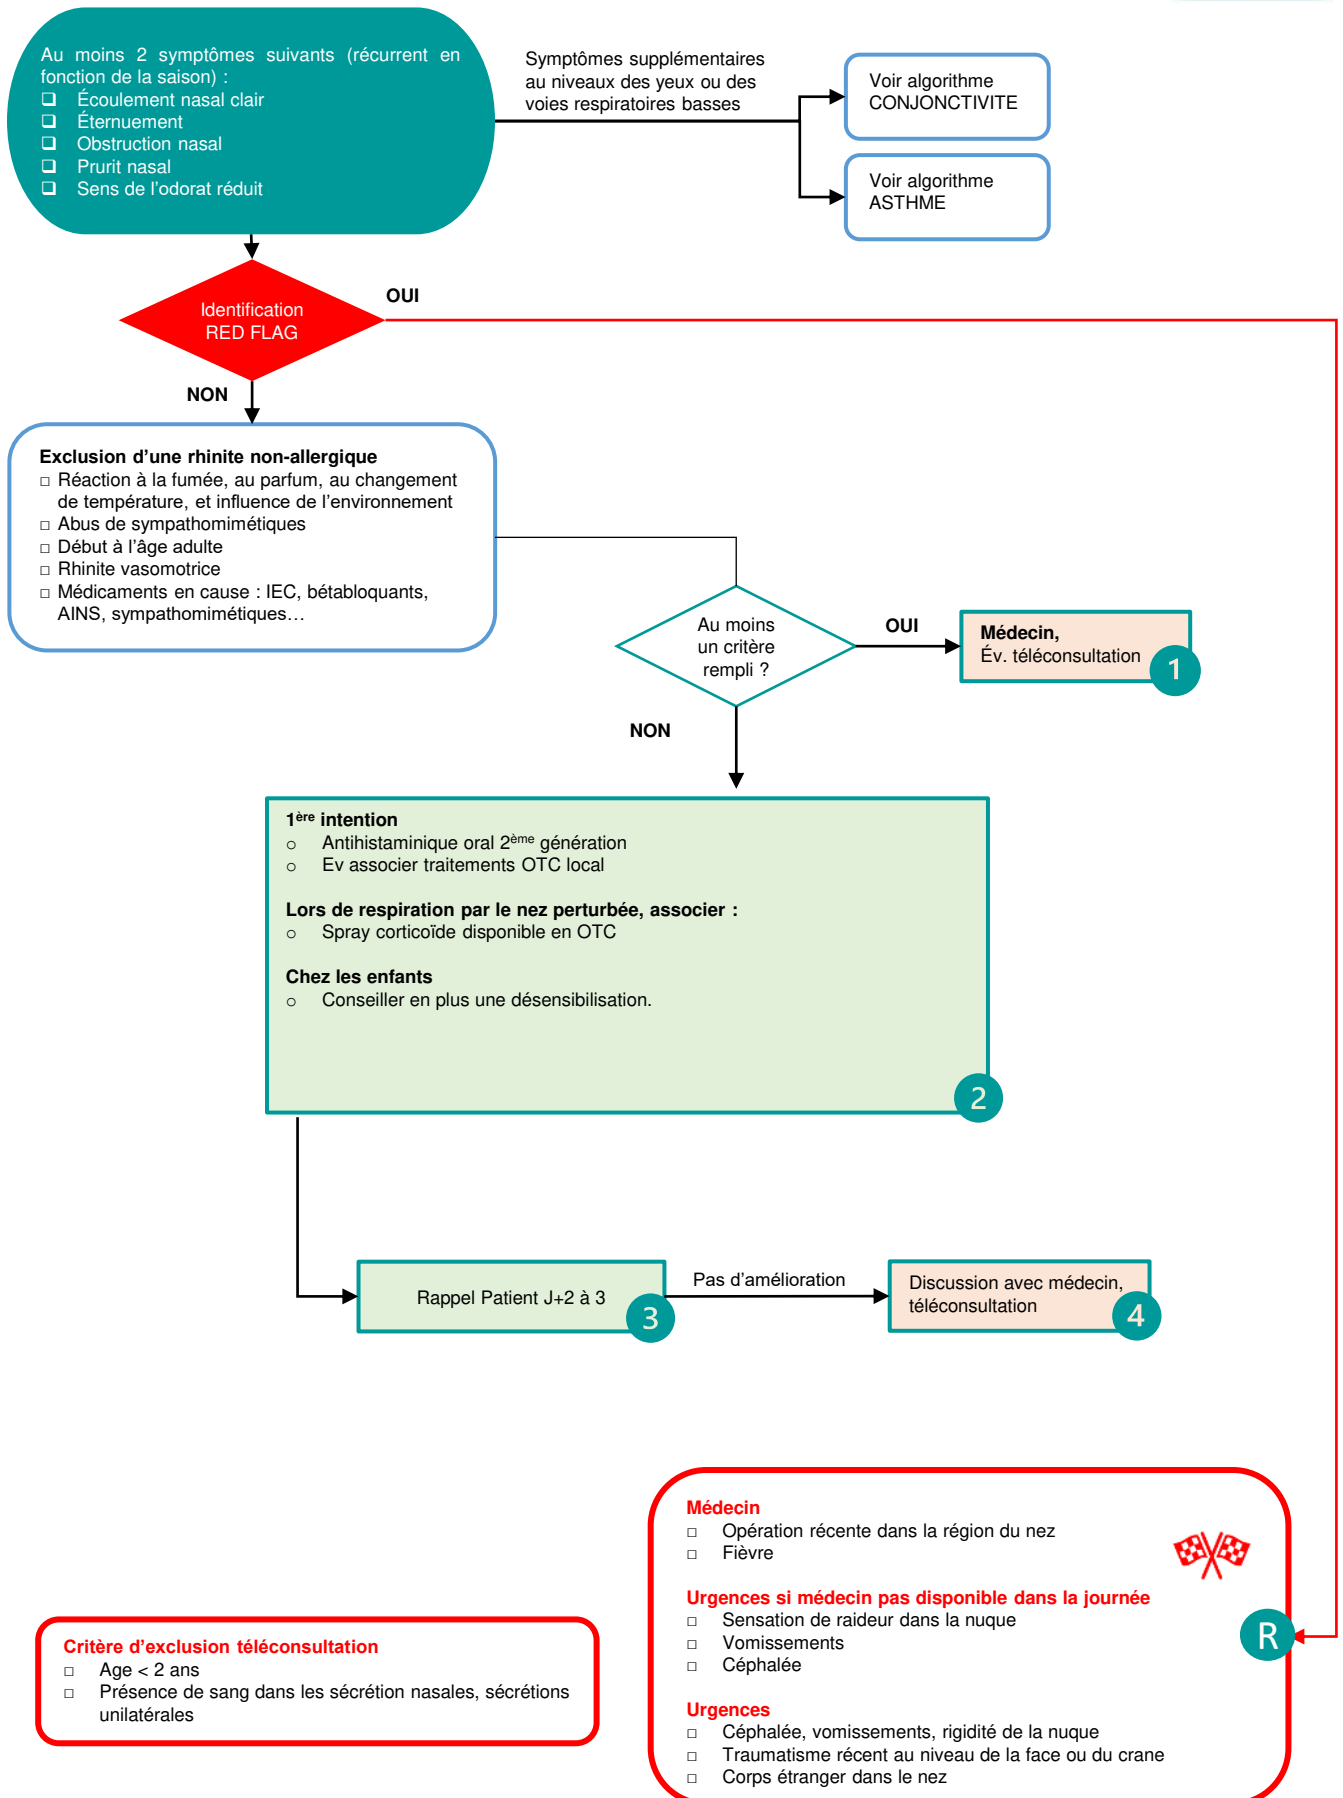 Au moins 2 symptômes suivants (récurrent en
fonction de la saison) :
❑ Écoulement nasal clair
❑ Éternuement
❑ Obstruction nasal
❑ Prurit nasal
❑ Sens de l'odorat réduit
Symptômes supplémentaires
au niveaux des yeux ou des
voies respiratoires basses
Voir algorithme
CONJONCTIVITE
Voir algorithme
ASTHME
Identification
RED FLAG
OUI
NON
Exclusion d'une rhinite non-allergique
□ Réaction à la fumée, au parfum, au changement
de température, et influence de l'environnement
□ Abus de sympathomimétiques
□ Début à l'âge adulte
□ Rhinite vasomotrice
□ Médicaments en cause : IEC, bétabloquants,
AINS, sympathomimétiques…
Au moins
un critère
rempli ?
OUI
Médecin,
Év. téléconsultation
1
NON
1ère intention
o Antihistaminique oral 2ème génération
o Ev associer traitements OTC local
Lors de respiration par le nez perturbée, associer :
o Spray corticoïde disponible en OTC
Chez les enfants
o Conseiller en plus une désensibilisation.
2
Rappel Patient J+2 à 3
3
Pas d'amélioration
Discussion avec médecin,
téléconsultation
4
Médecin
□ Opération récente dans la région du nez
□ Fièvre
Urgences si médecin pas disponible dans la journée
□ Sensation de raideur dans la nuque
□ Vomissements
□ Céphalée
Urgences
□ Céphalée, vomissements, rigidité de la nuque
□ Traumatisme récent au niveau de la face ou du crane
□ Corps étranger dans le nez
R
Critère d'exclusion téléconsultation
□ Age < 2 ans
□ Présence de sang dans les sécrétion nasales, sécrétions
unilatérales